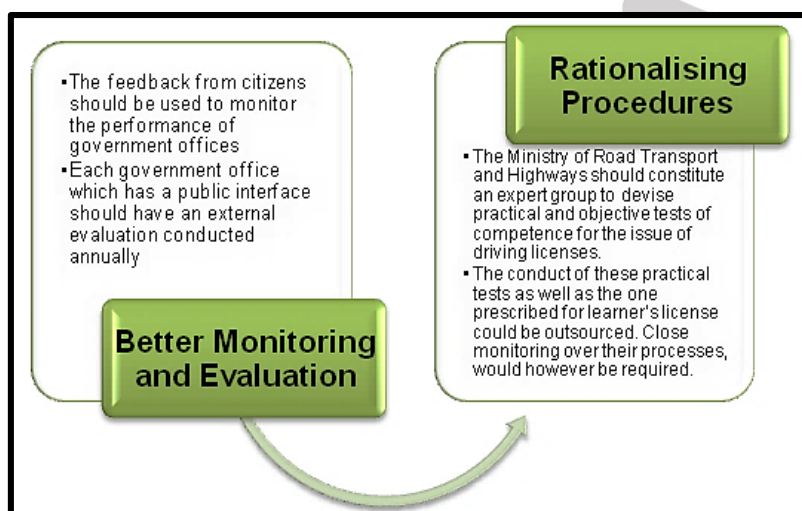 ▪The feedback from citizens
should be used to monitor
the performance of
government offices
▪Each government office
which has a public interface
should have an external
evaluation conducted
annually
Better Monitoring
and Evaluation
Rationalising
Procedures
▪The Ministry of Road Transport
and Highways should constitute
an expert group to devise
practical and objective tests of
competence for the issue of
driving licenses.
▪The conduct of these practical
tests as well as the one
prescribed for learner's license
could be outsourced. Close
monitoring over their processes,
would however be required.